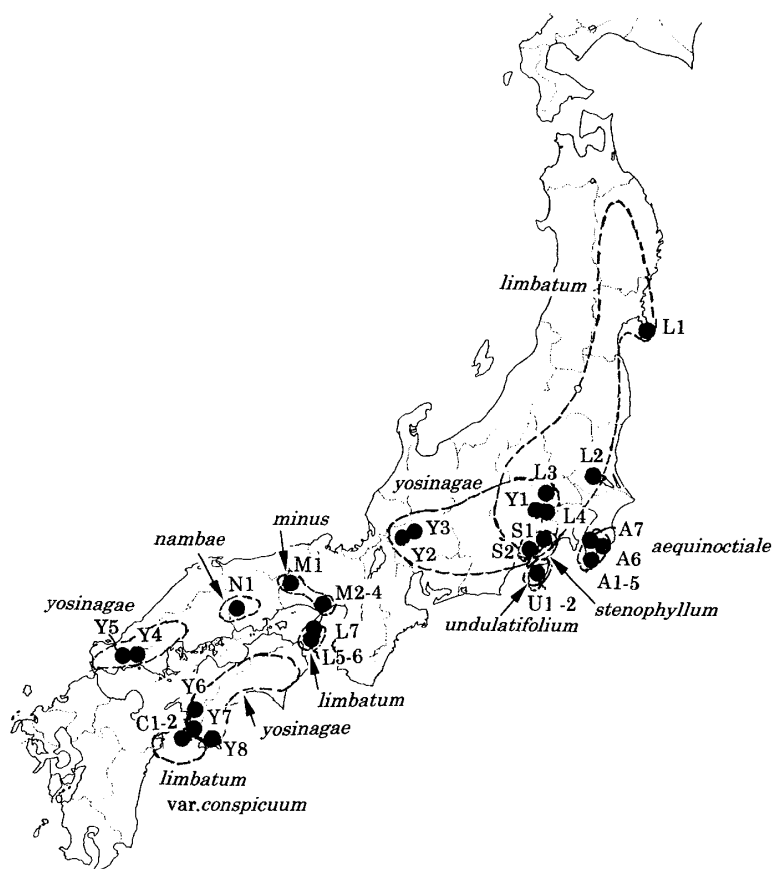 limbatum
L1
L2
L3
yosinagae
Y1
L4
minus
Y3
S1
A7
nambae
Y2
S2
aequinoctiale
M1
A6
N1
M2-4
A1-5
stenophyllum
yosinagae
U1-2
undulatifolium
Y5
Y4
L7
L5-6
Y6
limbatum
C1-2
Y7
yosinagae
Y8
limbatum
var.conspicuum